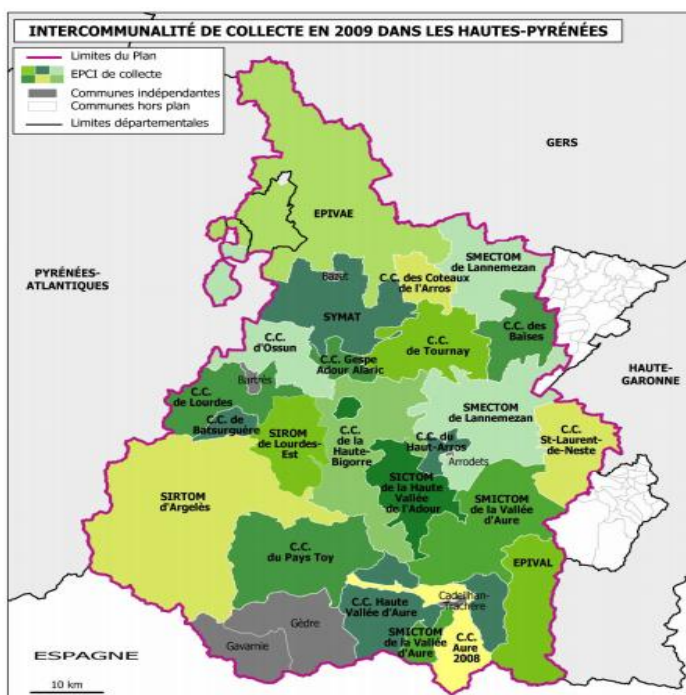 INTERCOMMUNALITÉ DE COLLECTE EN 2009 DANS LES HAUTES-PYRÉNÉES
Limites du Plan
EPCI de collecte
Communes indépendantes
Communes hors plan
Limites départementales
GERS
EPIVAE
PYRÉNÉES-
ATLANTIQUES
SMECTOM
de Lannemezan
Bazet
C.C. des Coteaux
de l'Arros
SYMAT
C.C. des
Baïses
C.C.
d'Ossun
C.C. Gespe
Adour Alaric
C.C.
de Tournay
HAUTE-
GARONNE
Bartrès
C.C.
de Lourdes
C.C. de
Batsurguère
SIROM
de Lourdes-
Est
C.C.
de la
Haute-
Bigorre
C.C. du
Haut-Arros
Arrodets
SMECTOM
de Lannemezan
C.C.
St-Laurent-
de-Neste
SIRTOM
d'Argelès
SICTOM
de la Haute
Vallée
de l'Adour
SMICTOM
de la Vallée
d'Aure
C.C.
du Pays Toy
EPIVAL
Cadeilhan-
Trachère
C.C. Haute
Vallée d'Aure
Gèdre
Gavarnie
SMICTOM
de la Vallée
d'Aure
C.C.
Aure
2008
ESPAGNE
10 km